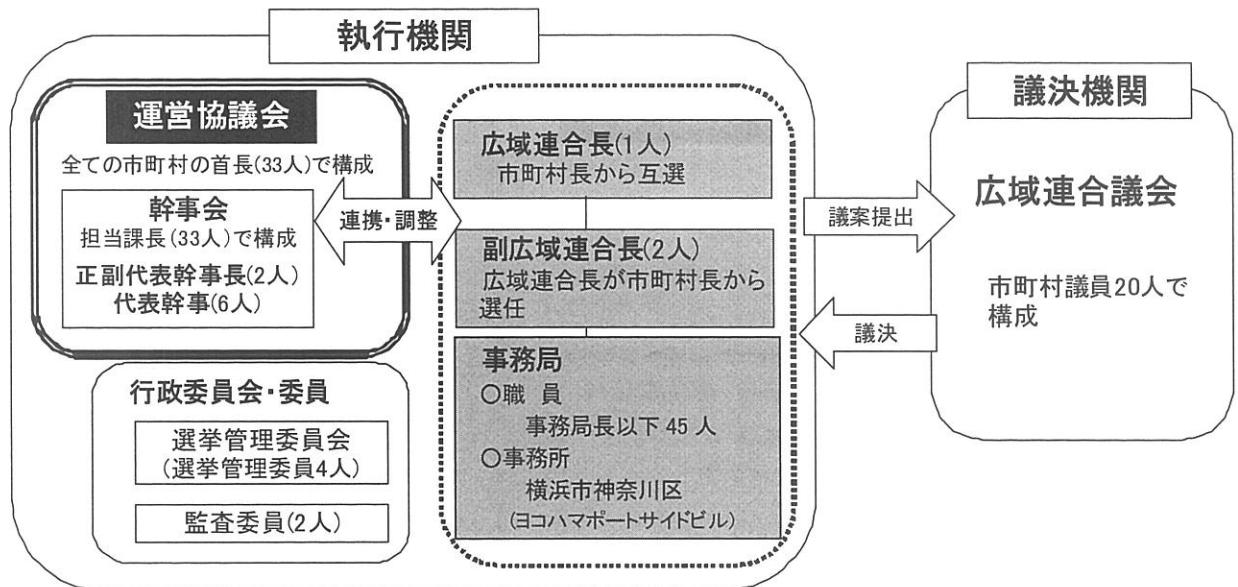 執行機関
運営協議会
全ての市町村の首長(33人)で構成
幹事会
担当課長(33人)で構成
正副代表幹事長(2人)
代表幹事(6人)
連携・調整
行政委員会・委員
選挙管理委員会
(選挙管理委員4人)
監査委員(2人)
広域連合長(1人)
市町村長から互選
副広域連合長(2人)
広域連合長が市町村長から
選任
事務局
○職 員
事務局長以下 45 人
○事務所
横浜市神奈川区
(ヨコハマポートサイドビル)
議案提出
議決
議決機関
広域連合議会
市町村議員20人で
構成